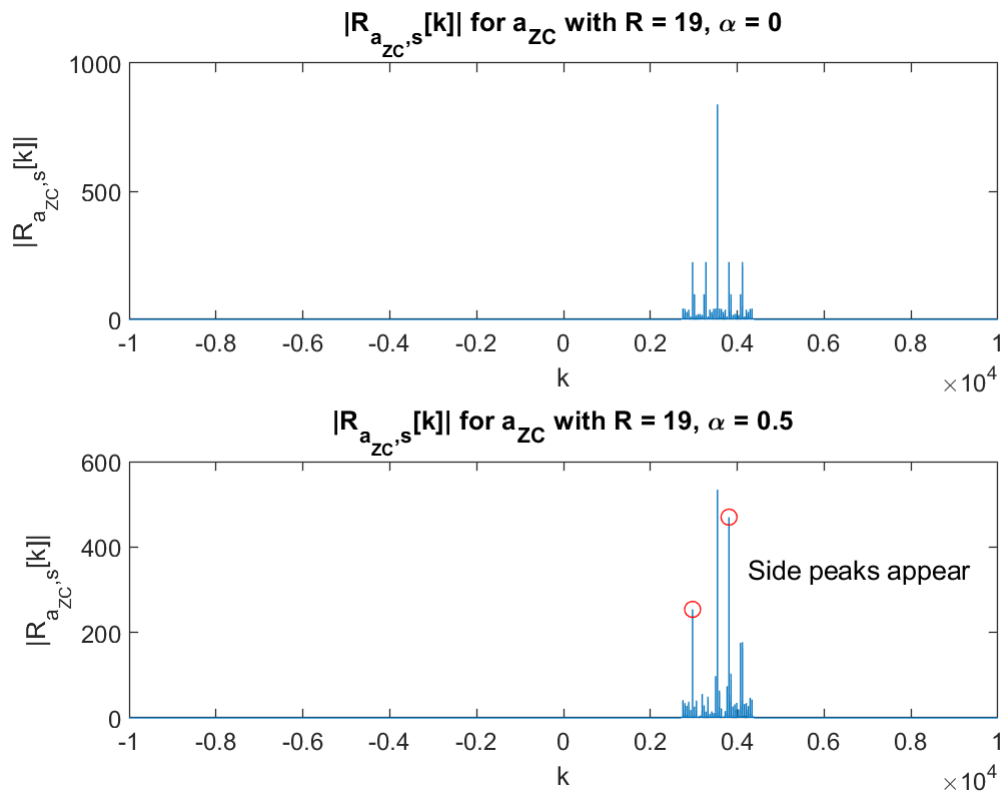 |R_{a_{ZC},s}[k]| for a_{ZC} with R = 19, α = 0
|R_{a_{ZC},s}[k]|
1000
500
0
-1 -0.8 -0.6 -0.4 -0.2 0 0.2 0.4 0.6 0.8 1
k
×10^4
|R_{a_{ZC},s}[k]| for a_{ZC} with R = 19, α = 0.5
|R_{a_{ZC},s}[k]|
600
400
200
0
Side peaks appear
-1 -0.8 -0.6 -0.4 -0.2 0 0.2 0.4 0.6 0.8 1
k
×10^4